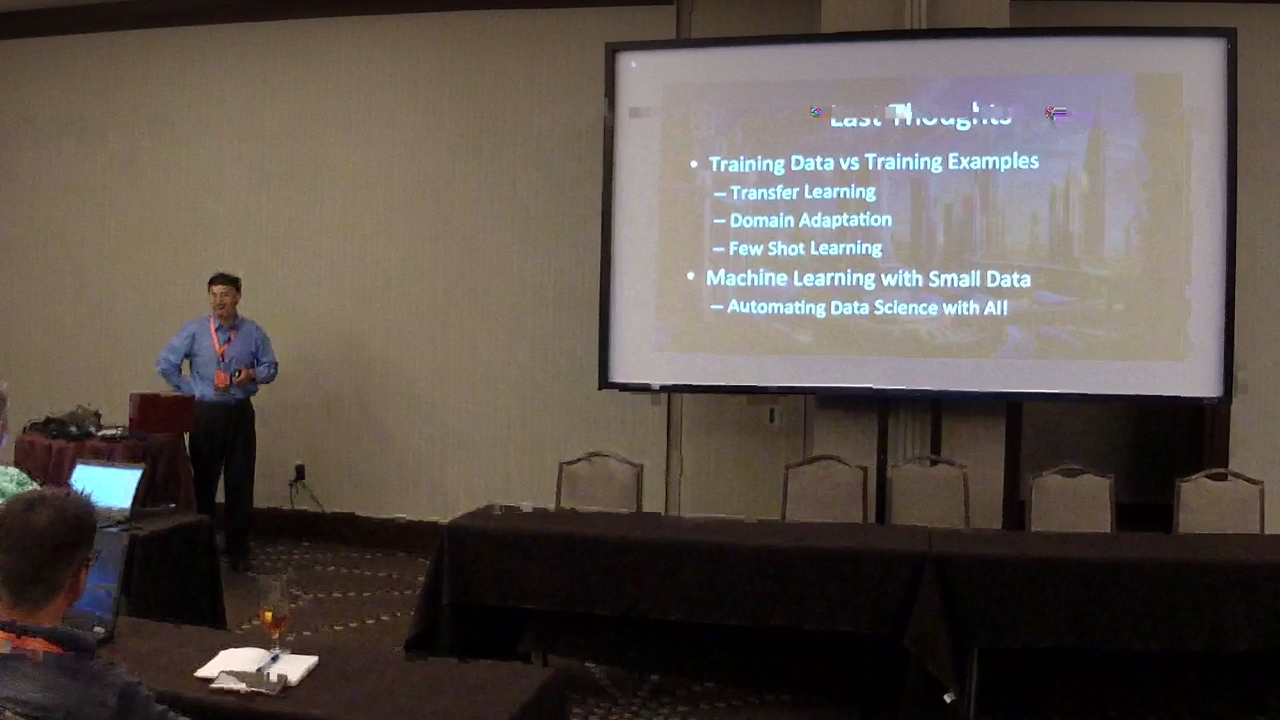 Last Thoughts
• Training Data vs Training Examples
– Transfer Learning
– Domain Adaptation
– Few Shot Learning
• Machine Learning with Small Data
– Automating Data Science with AI!